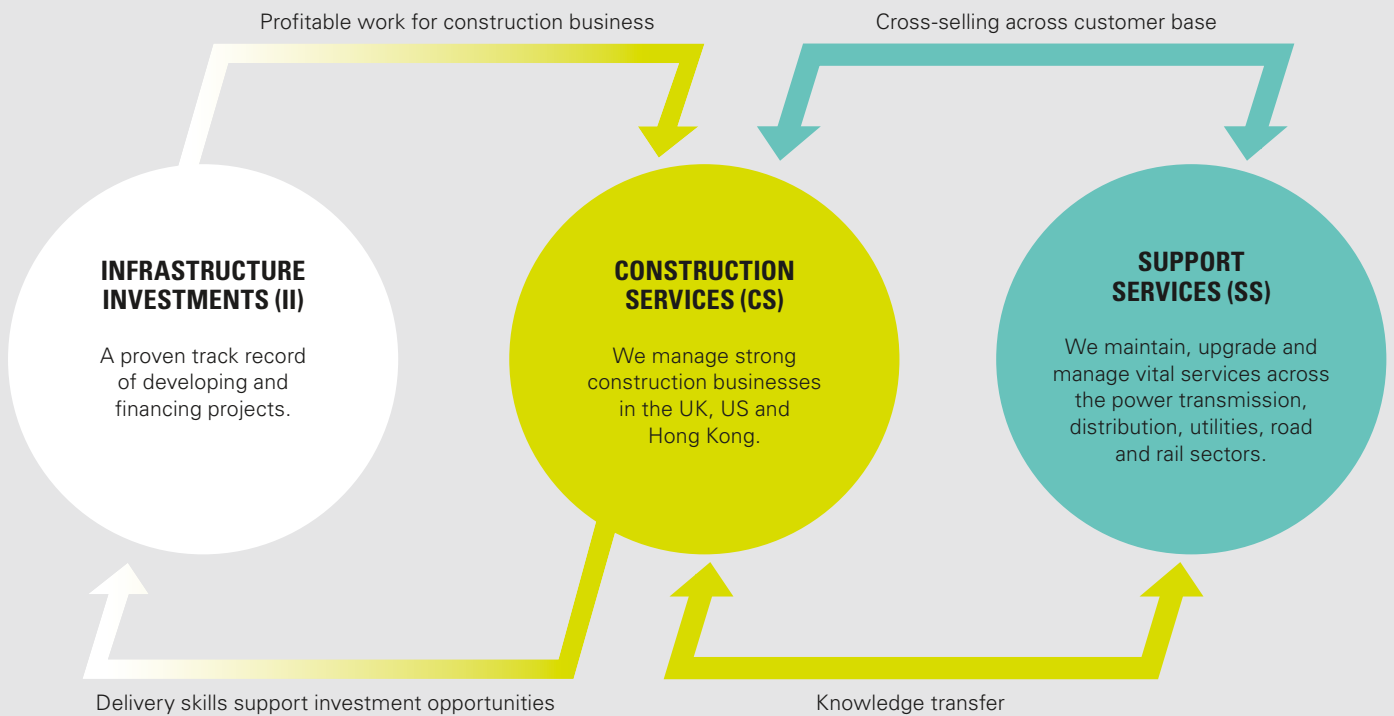 Profitable work for construction business
Cross-selling across customer base
INFRASTRUCTURE
INVESTMENTS (II)
A proven track record
of developing and
financing projects.
CONSTRUCTION
SERVICES (CS)
We manage strong
construction businesses
in the UK, US and
Hong Kong.
SUPPORT
SERVICES (SS)
We maintain, upgrade and
manage vital services across
the power transmission,
distribution, utilities, road
and rail sectors.
Delivery skills support investment opportunities
Knowledge transfer